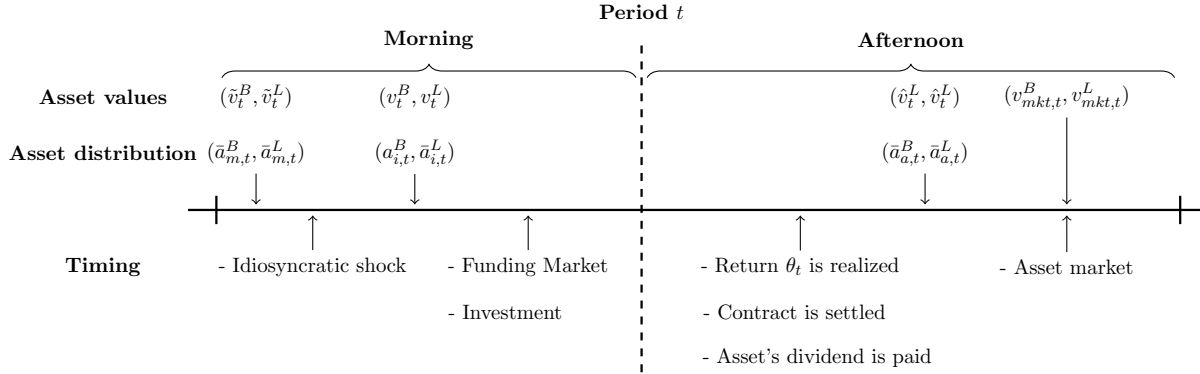 Period t
Morning Afternoon
Asset values (ṽ_t^B, ṽ_t^L) (v_t^B, v_t^L) (v̂_t^L, v̂_t^L) (v_{mkt,t}^B, v_{mkt,t}^L)
Asset distribution (ā_{m,t}^B, ā_{m,t}^L) (a_{i,t}^B, ā_{i,t}^L) (ā_{a,t}^B, ā_{a,t}^L)
Timing - Idiosyncratic shock - Funding Market - Return θ_t is realized - Asset market
- Investment - Contract is settled
- Asset's dividend is paid